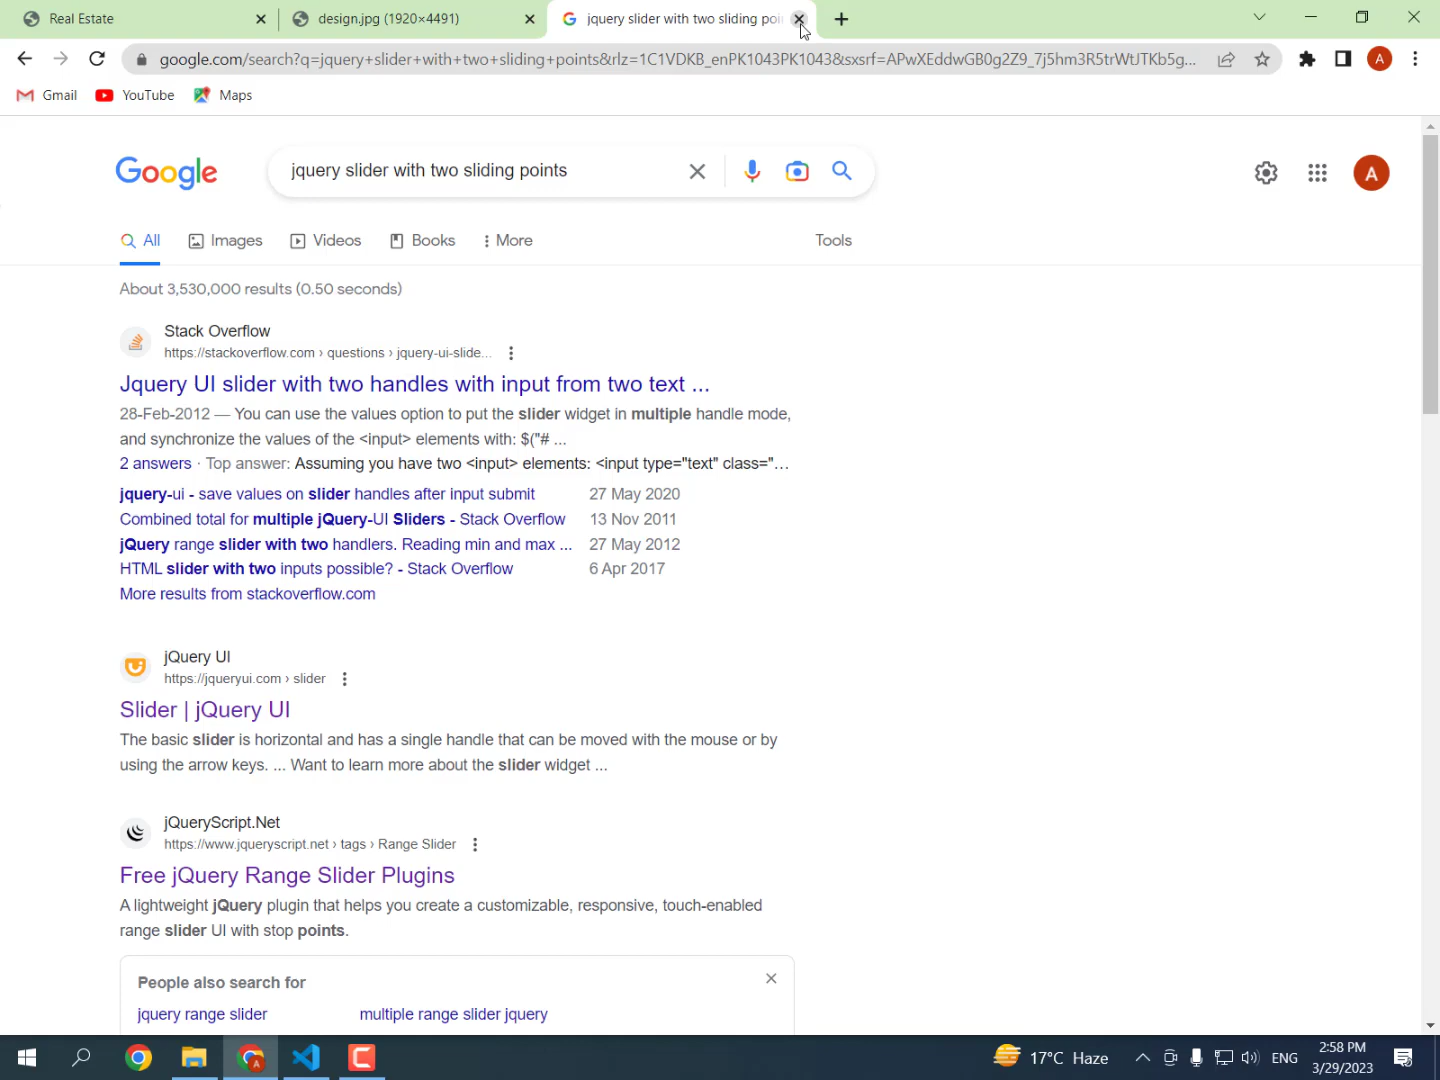 Real Estate
design.jpg (1920×4491)
jquery slider with two sliding poi
google.com/search?q=jquery+slider+with+two+sliding+points&rlz=1C1VDKB_enPK1043PK1043&sxsrf=APwXEddwGB0g2Z9_7j5hm3R5trWtJTKb5g...
A
Gmail
YouTube
Maps
Google
jquery slider with two sliding points
A
All
Images
Videos
Books
More
Tools
About 3,530,000 results (0.50 seconds)
Stack Overflow
https://stackoverflow.com › questions › jquery-ui-slide...
Jquery UI slider with two handles with input from two text ...
28-Feb-2012 — You can use the values option to put the slider widget in multiple handle mode,
and synchronize the values of the <input> elements with: $("# ...
2 answers · Top answer: Assuming you have two <input> elements: <input type="text" class="...
jquery-ui - save values on slider handles after input submit 27 May 2020
Combined total for multiple jQuery-UI Sliders - Stack Overflow 13 Nov 2011
jQuery range slider with two handlers. Reading min and max ... 27 May 2012
HTML slider with two inputs possible? - Stack Overflow 6 Apr 2017
More results from stackoverflow.com
jQuery UI
https://jqueryui.com › slider
Slider | jQuery UI
The basic slider is horizontal and has a single handle that can be moved with the mouse or by
using the arrow keys. ... Want to learn more about the slider widget ...
jQueryScript.Net
https://www.jqueryscript.net › tags › Range Slider
Free jQuery Range Slider Plugins
A lightweight jQuery plugin that helps you create a customizable, responsive, touch-enabled
range slider UI with stop points.
People also search for
jquery range slider
multiple range slider jquery
A
17°C Haze
ENG
2:58 PM
3/29/2023